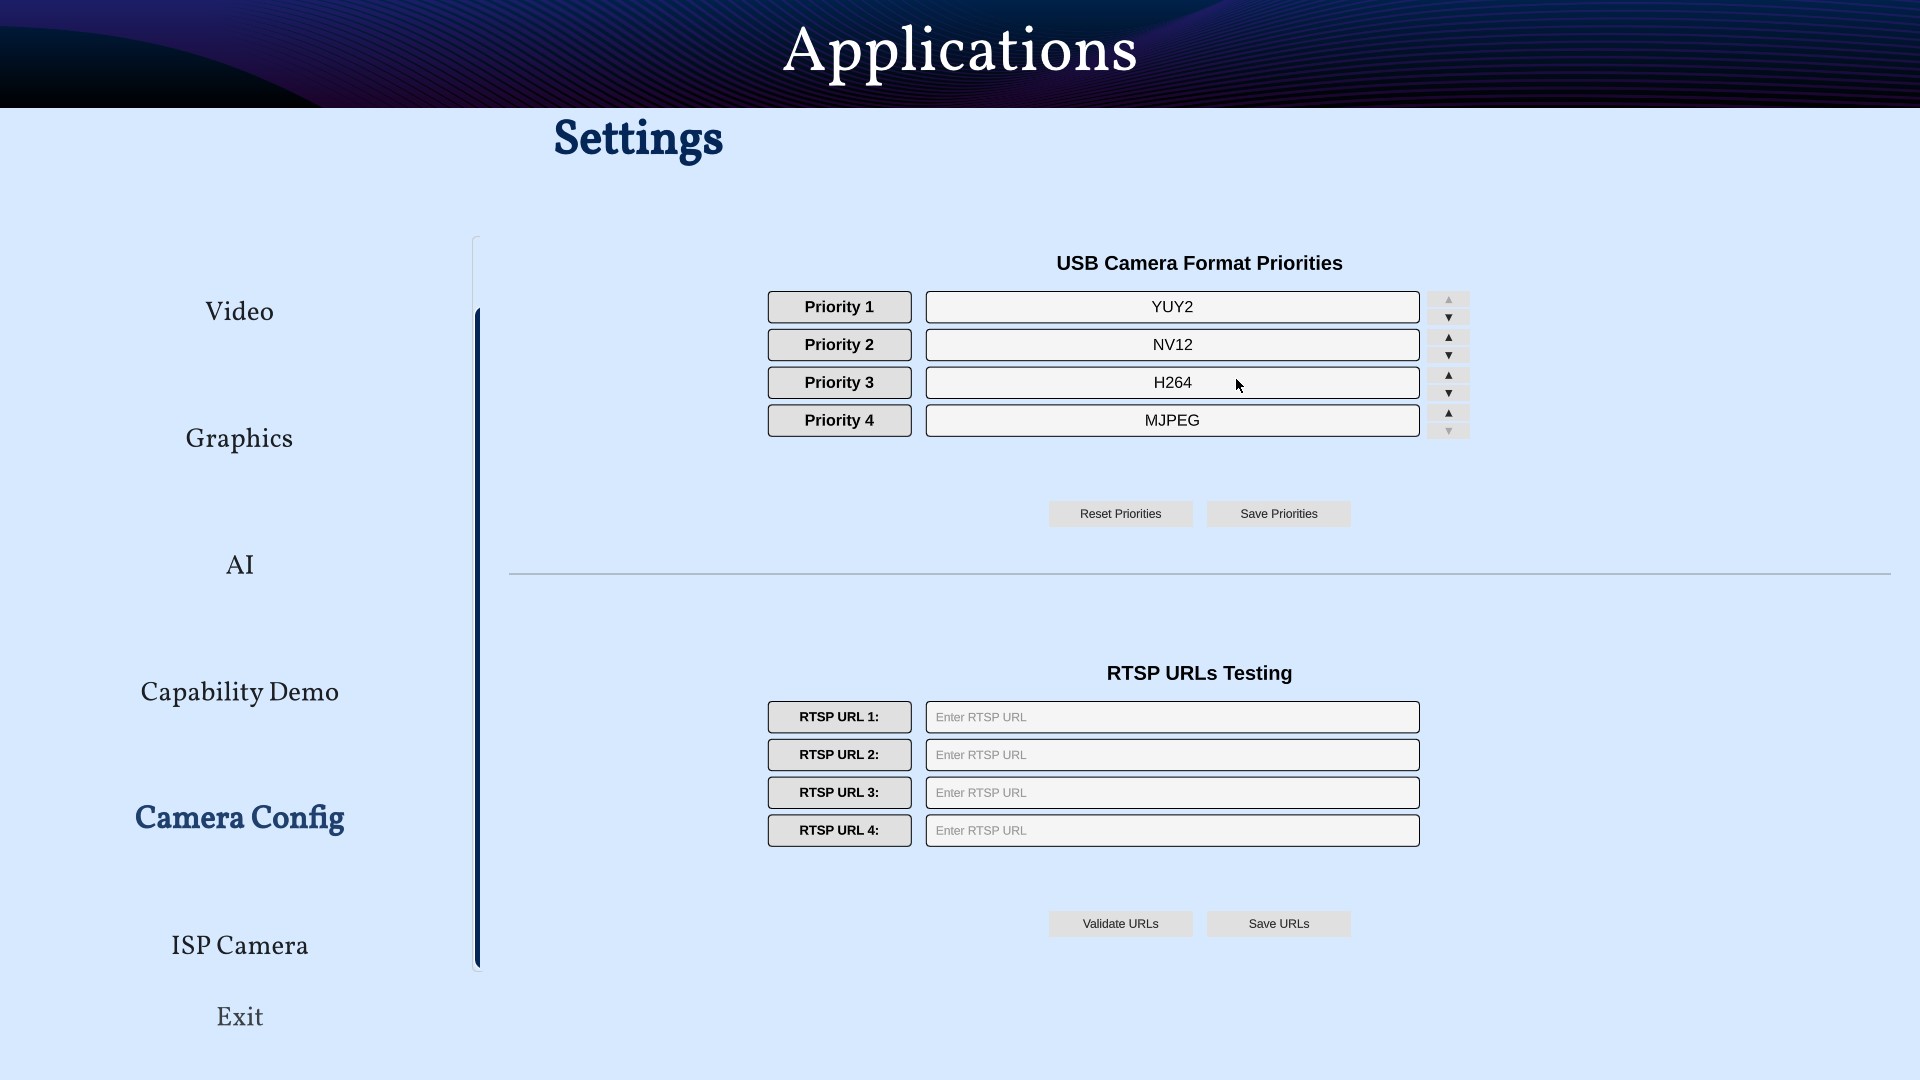 Applications
Settings
Video
Graphics
AI
Capability Demo
Camera Config
ISP Camera
Exit
USB Camera Format Priorities
Priority 1 YUY2 ▲ ▼
Priority 2 NV12 ▲ ▼
Priority 3 H264 ▲ ▼
Priority 4 MJPEG ▲ ▼
Reset Priorities Save Priorities
RTSP URLs Testing
RTSP URL 1: Enter RTSP URL
RTSP URL 2: Enter RTSP URL
RTSP URL 3: Enter RTSP URL
RTSP URL 4: Enter RTSP URL
Validate URLs Save URLs